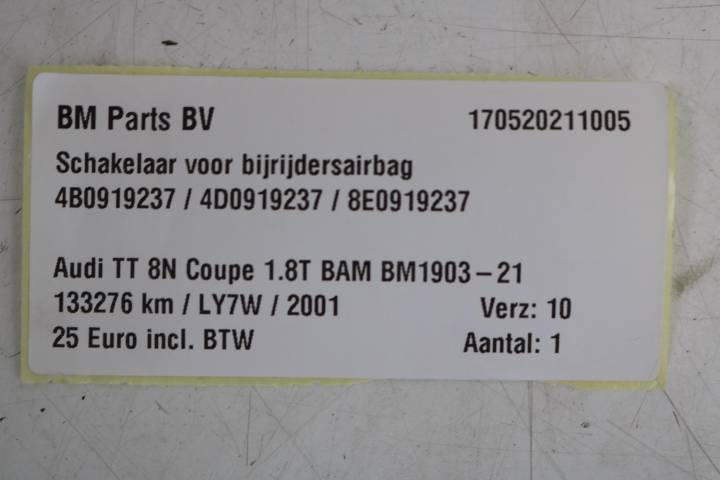 BM Parts BV 170520211005
Schakelaar voor bijrijdersairbag
4B0919237 / 4D0919237 / 8E0919237
Audi TT 8N Coupe 1.8T BAM BM1903-21
133276 km / LY7W / 2001 Verz: 10
25 Euro incl. BTW Aantal: 1